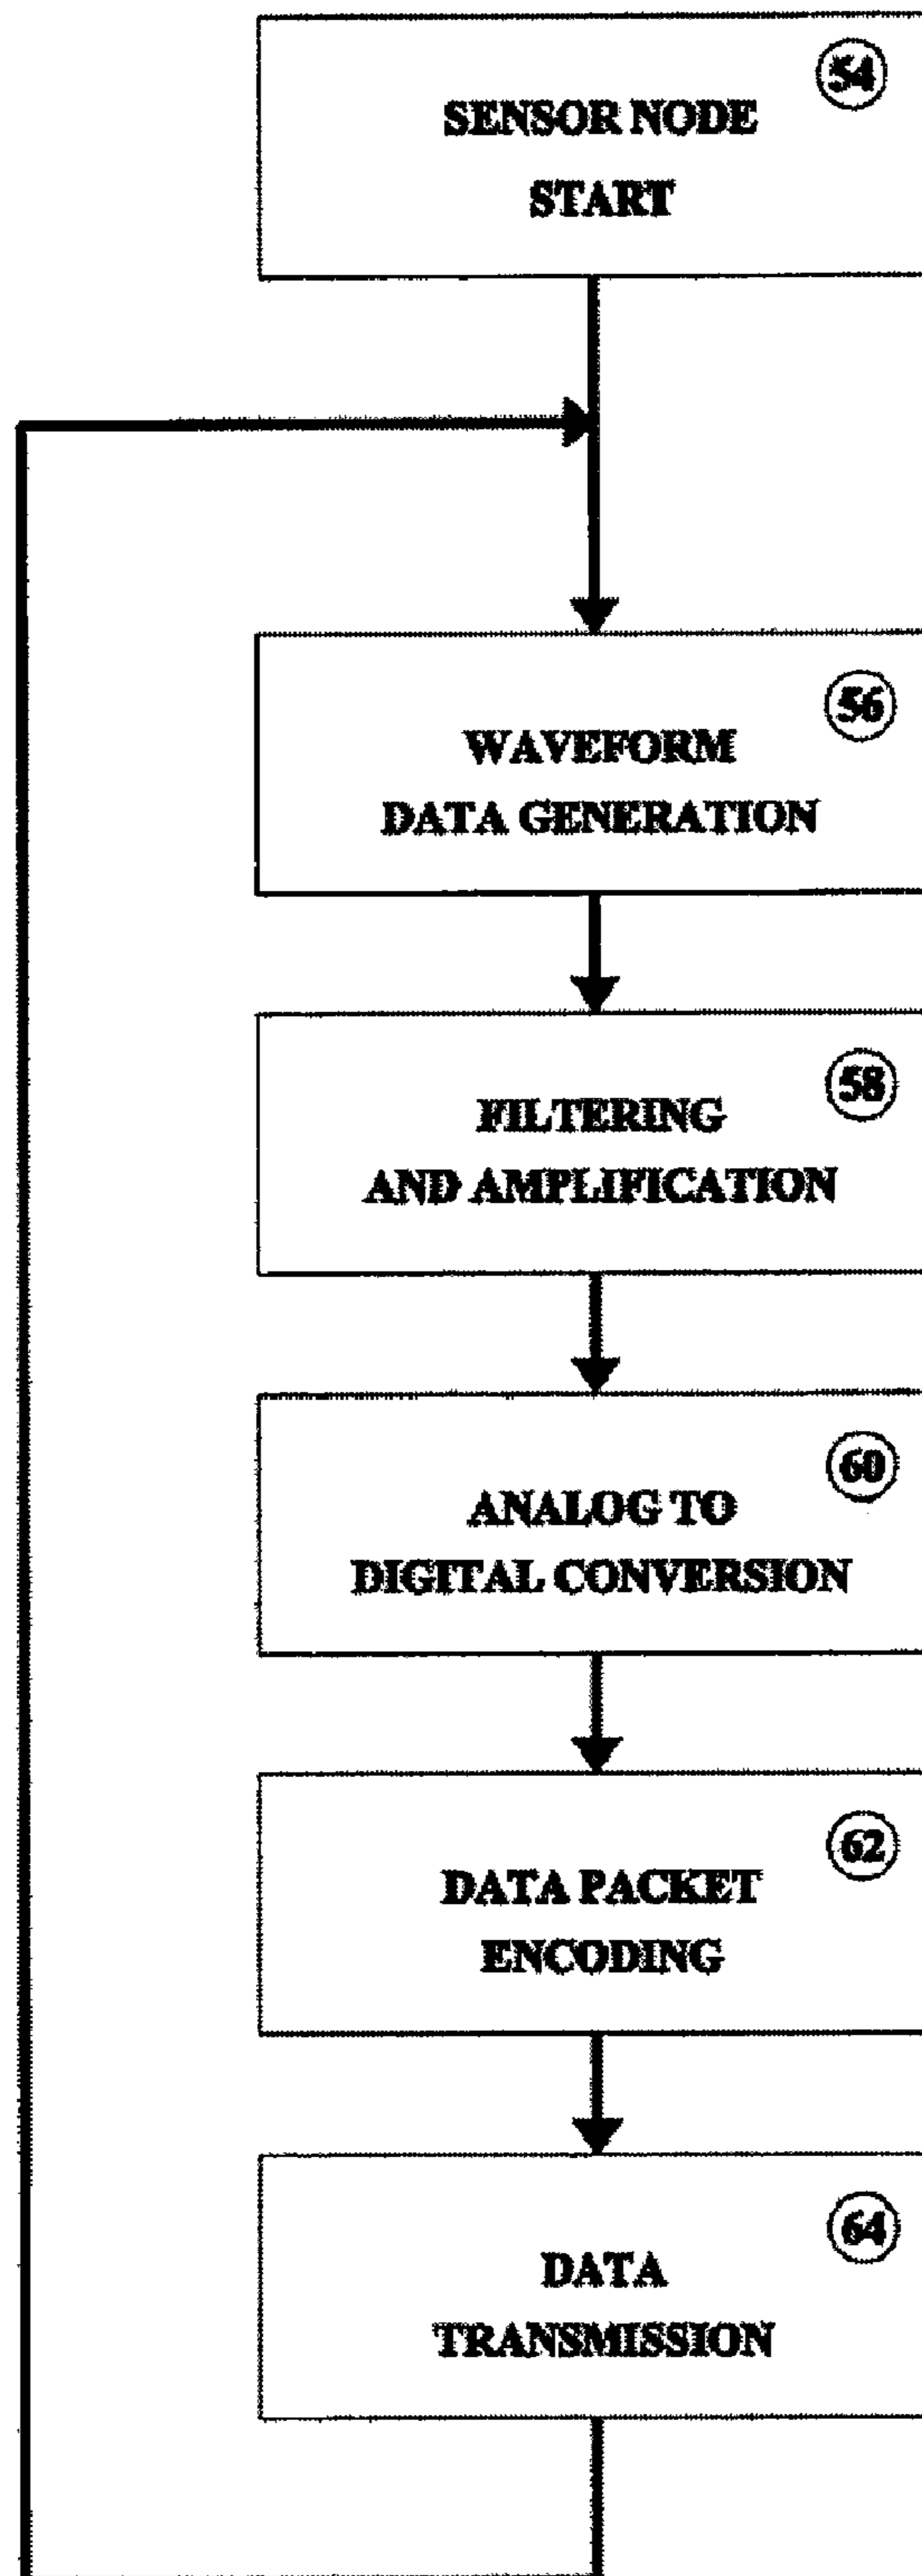 54
SENSOR NODE
START
56
WAVEFORM
DATA GENERATION
58
FILTERING
AND AMPLIFICATION
60
ANALOG TO
DIGITAL CONVERSION
62
DATA PACKET
ENCODING
64
DATA
TRANSMISSION